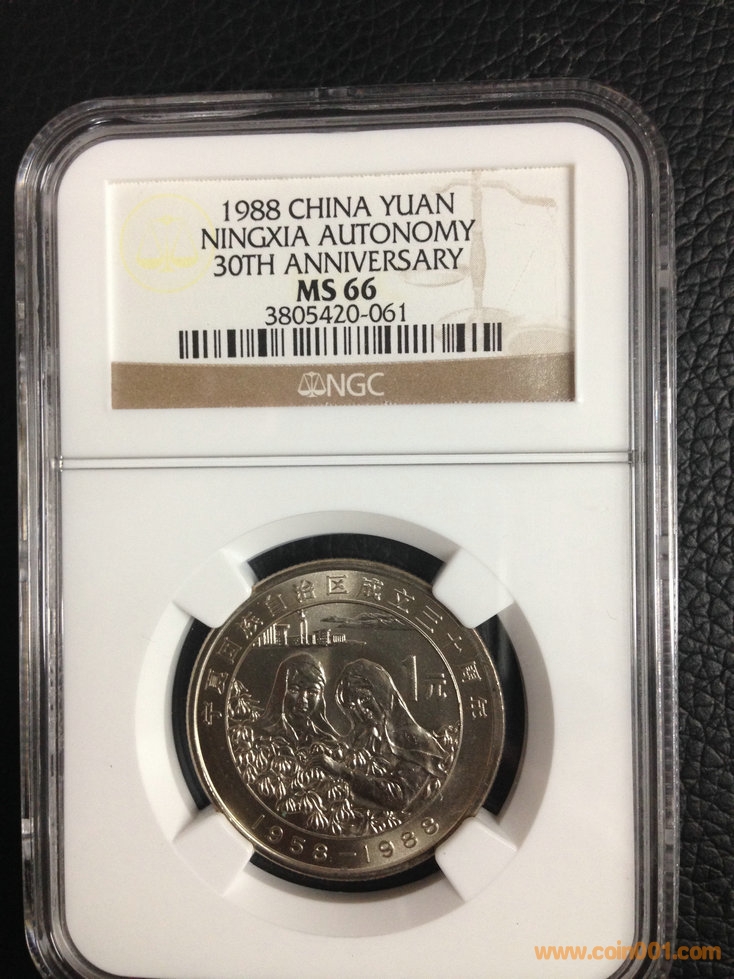 1988 CHINA YUAN
NINGXIA AUTONOMY
30TH ANNIVERSARY
MS 66
3805420-061
NGC
宁夏回族自治区成立三十周年
1元
1958-1988
www.coin001.com